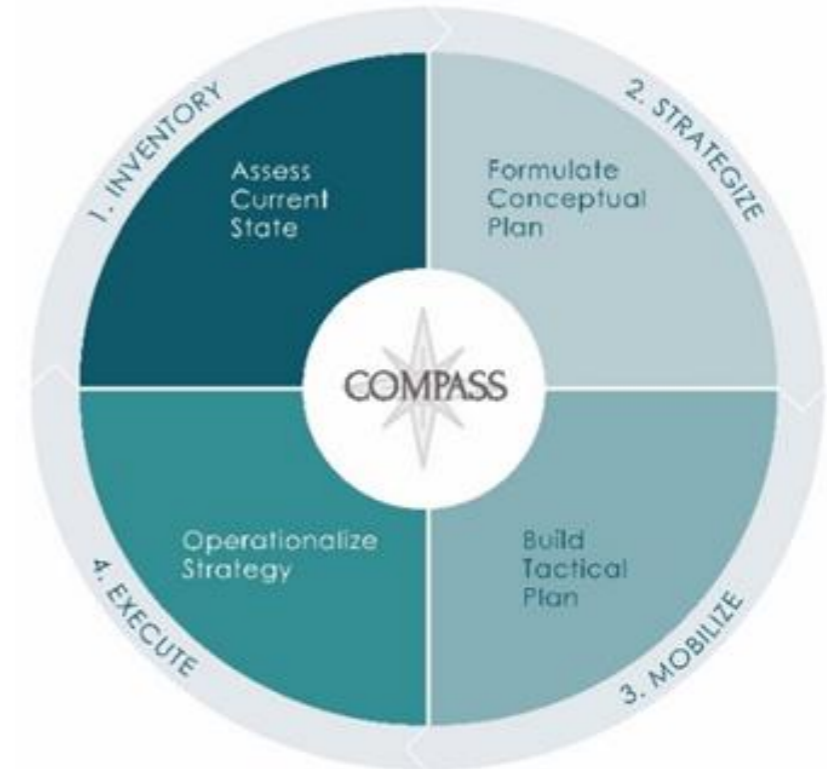 1. INVENTORY
Assess
Current
State
2. STRATEGIZE
Formulate
Conceptual
Plan
COMPASS
Operationalize
Strategy
4. EXECUTE
Build
Tactical
Plan
3. MOBILIZE